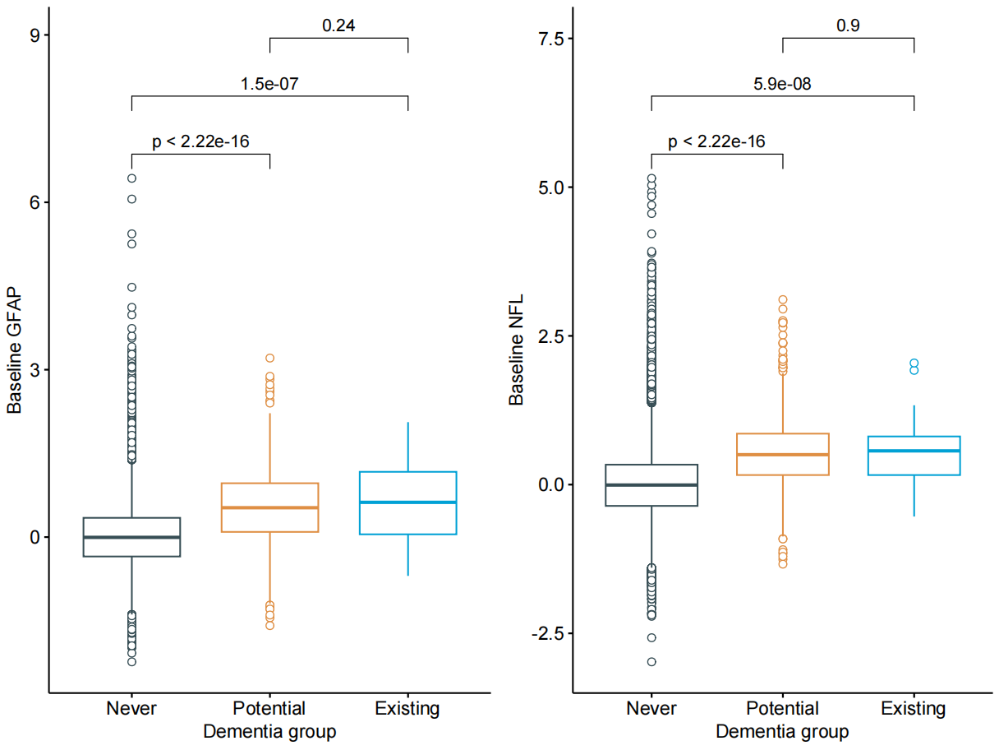 9
6
3
0
Baseline GFAP
0.24
1.5e-07
p < 2.22e-16
Never
Potential
Existing
Dementia group
7.5
5.0
2.5
0.0
-2.5
Baseline NFL
0.9
5.9e-08
p < 2.22e-16
Never
Potential
Existing
Dementia group